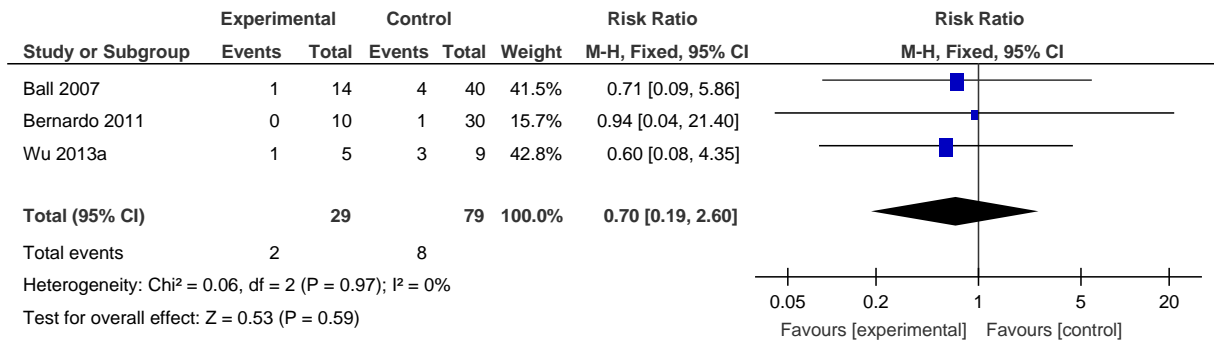 Experimental Control Risk Ratio Risk Ratio
Study or Subgroup Events Total Events Total Weight M-H, Fixed, 95% CI M-H, Fixed, 95% CI
Ball 2007 1 14 4 40 41.5% 0.71 [0.09, 5.86]
Bernardo 2011 0 10 1 30 15.7% 0.94 [0.04, 21.40]
Wu 2013a 1 5 3 9 42.8% 0.60 [0.08, 4.35]
Total (95% CI) 29 79 100.0% 0.70 [0.19, 2.60]
Total events 2 8
Heterogeneity: Chi² = 0.06, df = 2 (P = 0.97); I² = 0%
Test for overall effect: Z = 0.53 (P = 0.59)
0.05 0.2 1 5 20
Favours [experimental] Favours [control]